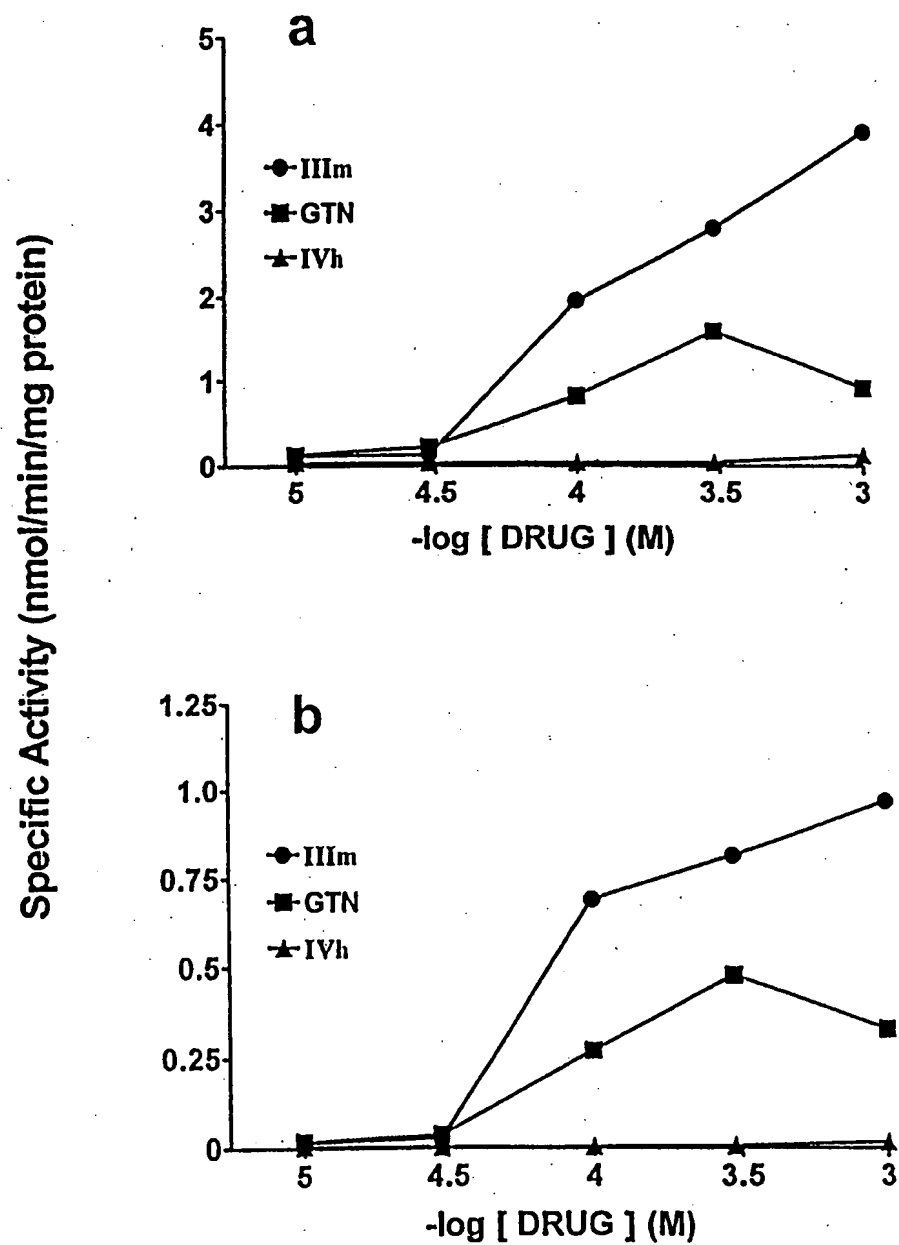 a
5
4
3
2
1
0
IIIm
GTN
IVh
5 4.5 4 3.5 3
-log [ DRUG ] (M)
Specific Activity (nmol/min/mg protein)
b
1.25
1.0
0.75
0.5
0.25
0
IIIm
GTN
IVh
5 4.5 4 3.5 3
-log [ DRUG ] (M)